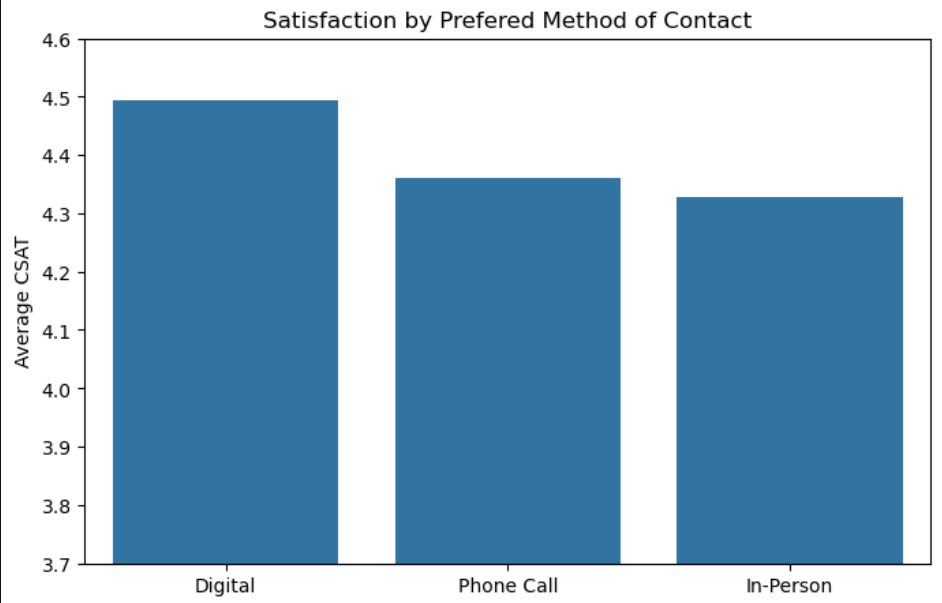 Satisfaction by Prefered Method of Contact
4.6
4.5
4.4
4.3
4.2
4.1
4.0
3.9
3.8
3.7
Average CSAT
Digital
Phone Call
In-Person